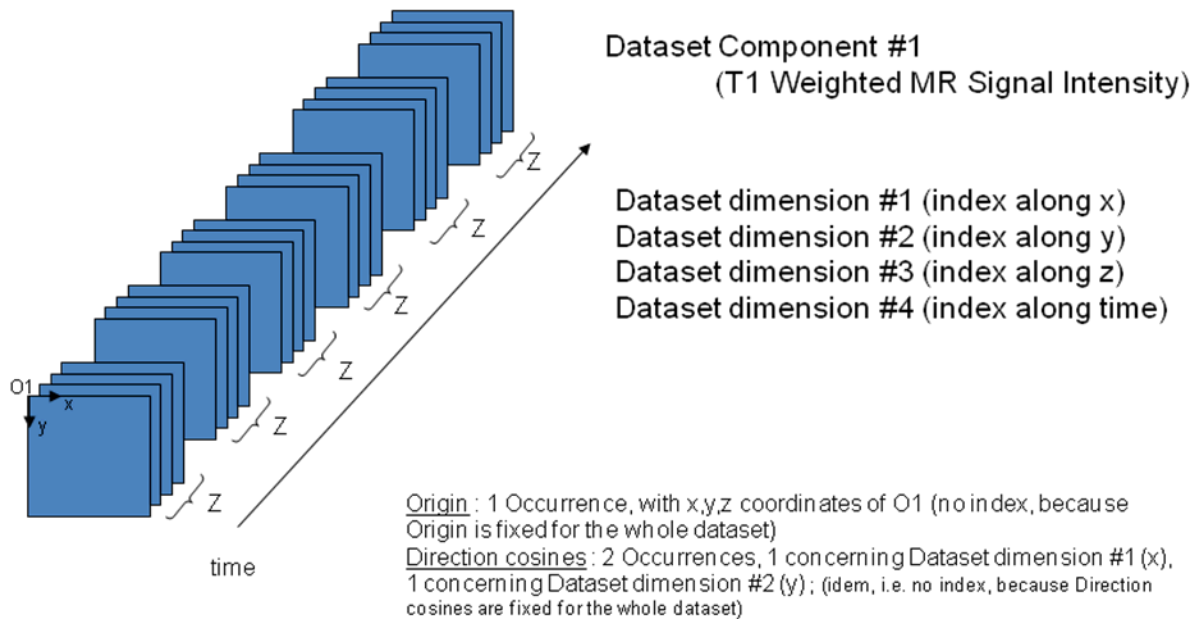 Dataset Component #1
(T1 Weighted MR Signal Intensity)
Z
Z
Z
Z
Z
Z
Dataset dimension #1 (index along x)
Dataset dimension #2 (index along y)
Dataset dimension #3 (index along z)
Dataset dimension #4 (index along time)
O1
x
y
time
Origin : 1 Occurrence, with x,y,z coordinates of O1 (no index, because
Origin is fixed for the whole dataset)
Direction cosines : 2 Occurrences, 1 concerning Dataset dimension #1 (x),
1 concerning Dataset dimension #2 (y) ; (idem, i.e. no index, because Direction
cosines are fixed for the whole dataset)